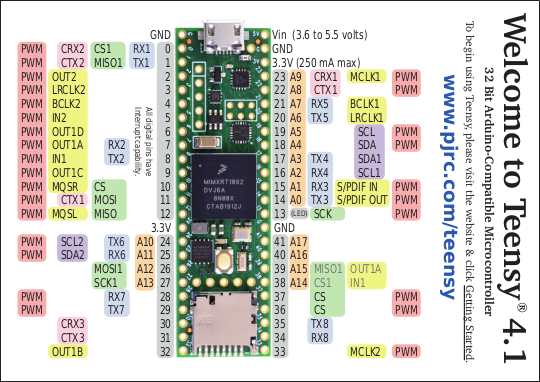 Welcome to Teensy® 4.1
32 Bit Arduino-Compatible Microcontroller
To begin using Teensy, please visit the website & click Getting Started.
www.pjrc.com/teensy
GND Vin (3.6 to 5.5 volts)
PWM CRX2 CS1 RX1 0 GND
PWM CTX2 MISO1 TX1 1 3.3V (250 mA max)
PWM OUT2 2 23 A9 CRX1 MCLK1 PWM
PWM LRCLK2 3 22 A8 CTX1 PWM
PWM BCLK2 4 21 A7 RX5 BCLK1
PWM IN2 5 20 A6 TX5 LRCLK1
PWM OUT1D 6 19 A5 SCL PWM
PWM OUT1A RX2 7 18 A4 SDA PWM
PWM IN1 TX2 8 17 A3 TX4 SDA1
PWM OUT1C 9 16 A2 RX4 SCL1
PWM MQSR CS 10 15 A1 RX3 S/PDIF IN PWM
PWM CTX1 MOSI 11 14 A0 TX3 S/PDIF OUT PWM
PWM MQSL MISO 12 13 (LED) SCK PWM
3.3V GND
PWM SCL2 TX6 A10 24 41 A17
PWM SDA2 RX6 A11 25 40 A16
MOSI1 A12 26 39 A15 MISO1 OUT1A
SCK1 A13 27 38 A14 CS1 IN1
PWM RX7 28 37 CS PWM
PWM TX7 29 36 CS PWM
CRX3 30 35 TX8
CTX3 31 34 RX8
OUT1B 32 33 MCLK2 PWM
All digital pins have
Interrupt capability.
MIMXRT1062
DVJ6A
CTAB1912J